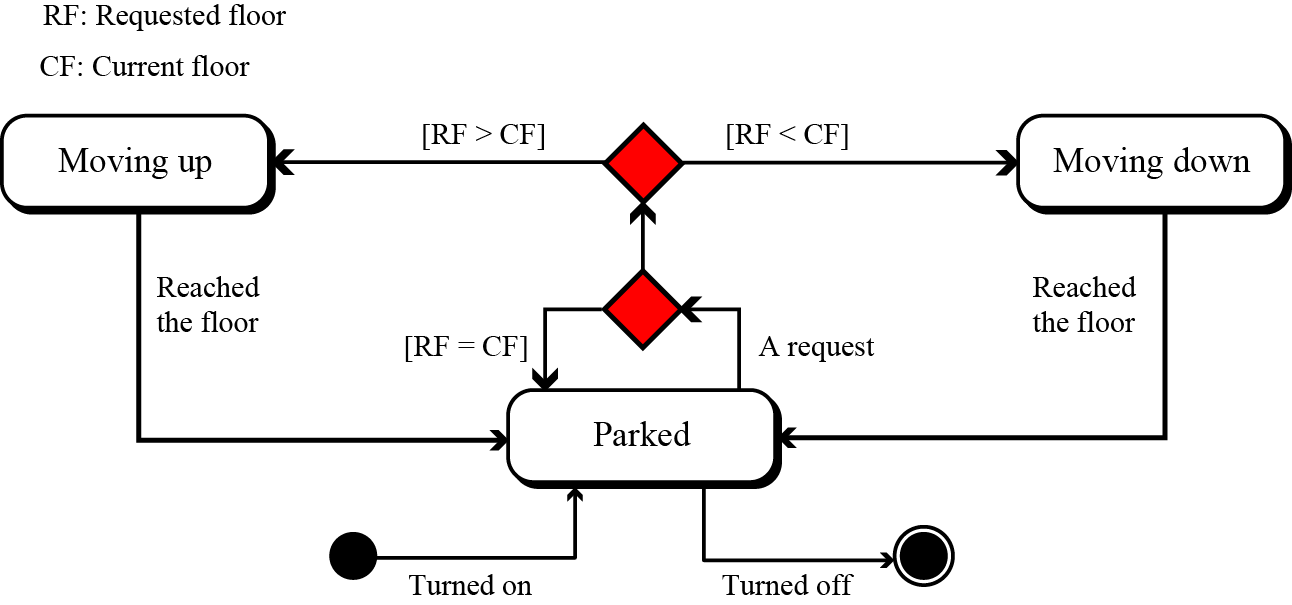 RF: Requested floor
CF: Current floor
[RF > CF]
[RF < CF]
Moving up
Moving down
Reached
the floor
Reached
the floor
[RF = CF]
A request
Parked
Turned on
Turned off